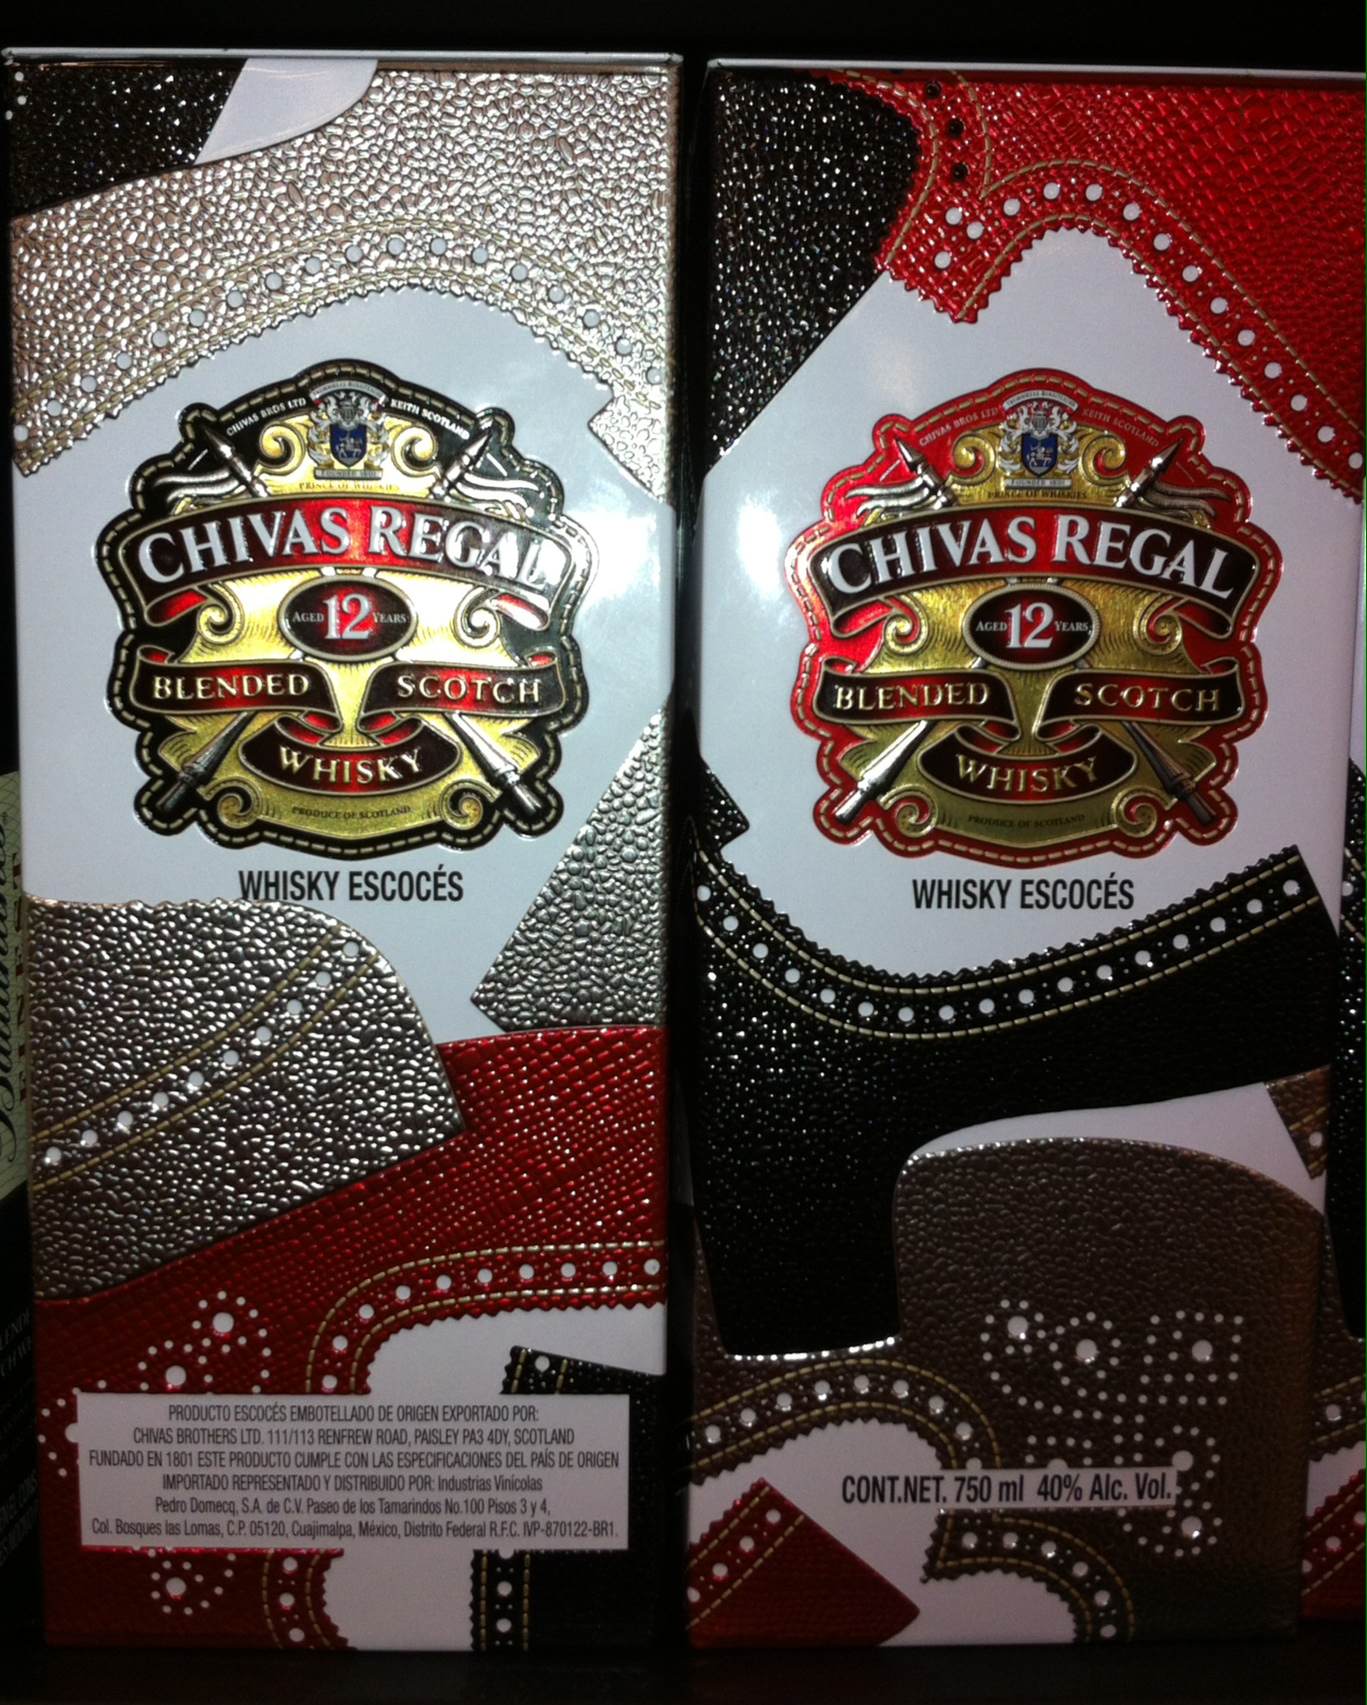 CHIVAS BROS LTD KEITH SCOTLAND
FOUNDED 1801
PRINCE OF WHISKIES
CHIVAS REGAL
AGED 12 YEARS
BLENDED SCOTCH
WHISKY
PRODUCE OF SCOTLAND
WHISKY ESCOCÉS
PRODUCTO ESCOCÉS EMBOTELLADO DE ORIGEN EXPORTADO POR:
CHIVAS BROTHERS LTD. 111/113 RENFREW ROAD, PAISLEY PA3 4DY, SCOTLAND
FUNDADO EN 1801 ESTE PRODUCTO CUMPLE CON LAS ESPECIFICACIONES DEL PAÍS DE ORIGEN
IMPORTADO REPRESENTADO Y DISTRIBUIDO POR: Industrias Vinícolas
Pedro Domecq, S.A. de C.V. Paseo de los Tamarindos No.100 Pisos 3 y 4,
Col. Bosques las Lomas, C.P. 05120, Cuajimalpa, México, Distrito Federal R.F.C. IVP-870122-BR1.
CHIVAS BROS LTD KEITH SCOTLAND
FOUNDED 1801
PRINCE OF WHISKIES
CHIVAS REGAL
AGED 12 YEARS
BLENDED SCOTCH
WHISKY
PRODUCE OF SCOTLAND
WHISKY ESCOCÉS
CONT.NET. 750 ml 40% Alc. Vol.